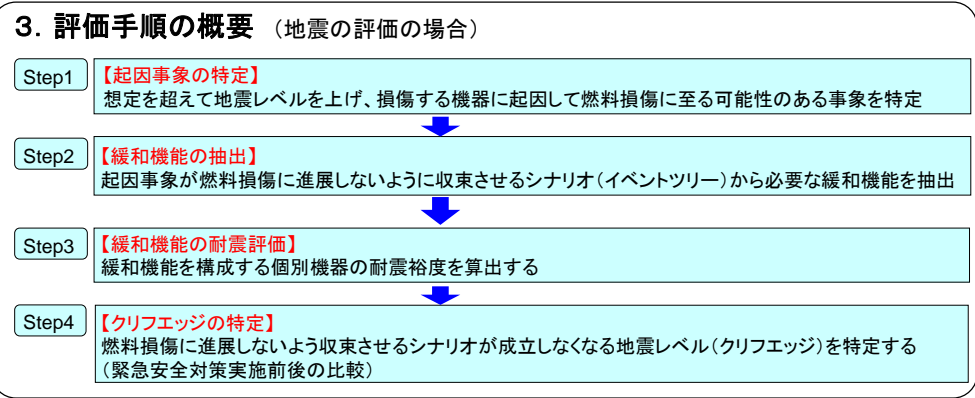 ３．評価手順の概要 （地震の評価の場合）
Step1
【起因事象の特定】
想定を超えて地震レベルを上げ、損傷する機器に起因して燃料損傷に至る可能性のある事象を特定
Step2
【緩和機能の抽出】
起因事象が燃料損傷に進展しないように収束させるシナリオ（イベントツリー）から必要な緩和機能を抽出
Step3
【緩和機能の耐震評価】
緩和機能を構成する個別機器の耐震裕度を算出する
Step4
【クリフエッジの特定】
燃料損傷に進展しないよう収束させるシナリオが成立しなくなる地震レベル（クリフエッジ）を特定する
（緊急安全対策実施前後の比較）